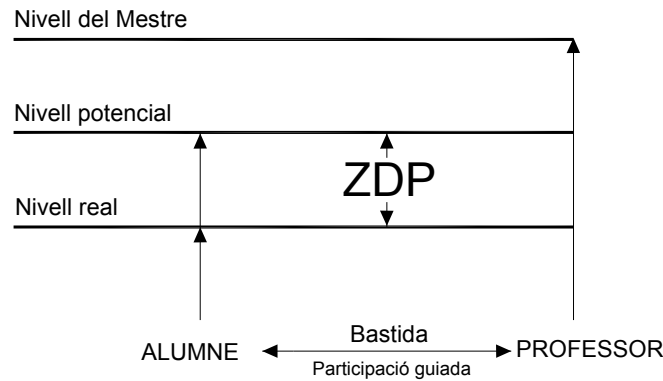 Nivell del Mestre
Nivell potencial
ZDP
Nivell real
Bastida
ALUMNE
PROFESSOR
Participació guiada